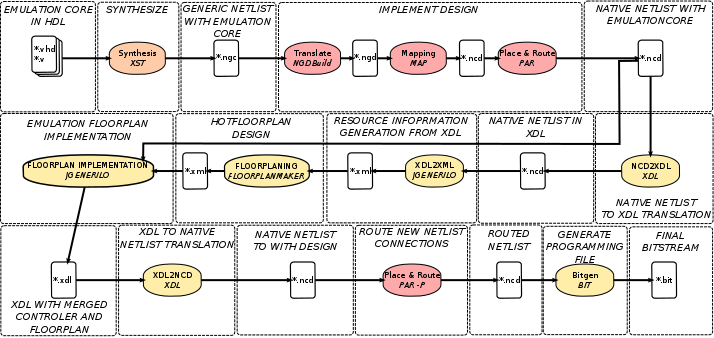 EMULATION CORE
IN HDL
*.vhd
*.v
SYNTHESIZE
Synthesis
XST
GENERIC NETLIST
WITH EMULATION
CORE
*.ngc
IMPLEMENT DESIGN
Translate
NGDBuild
*.ngd
Mapping
MAP
*.ncd
Place & Route
PAR
NATIVE NETLIST WITH
EMULATIONCORE
*.ncd
EMULATION FLOORPLAN
IMPLEMENTATION
FLOORPLAN IMPLEMENTATION
JGENERILO
HOTFLOORPLAN
DESIGN
*.xml
FLOORPLANING
FLOORPLANMAKER
RESOURCE INFOPRMATION
GENERATION FROM XDL
*.xml
XDL2XML
JGENERILO
NATIVE NETLIST IN
XDL
*.ncd
NCD2XDL
XDL
NATIVE NETLIST
TO XDL TRANSLATION
*.xdl
XDL WITH MERGED
CONTROLER AND
FLOORPLAN
XDL TO NATIVE
NETLIST TRANSLATION
XDL2NCD
XDL
NATIVE NETLIST
TO WITH DESIGN
*.ncd
ROUTE NEW NETLIST
CONNECTIONS
Place & Route
PAR -P
ROUTED
NETLIST
*.ncd
GENERATE
PROGRAMMING
FILE
Bitgen
BIT
FINAL
BITSTREAM
*.bit